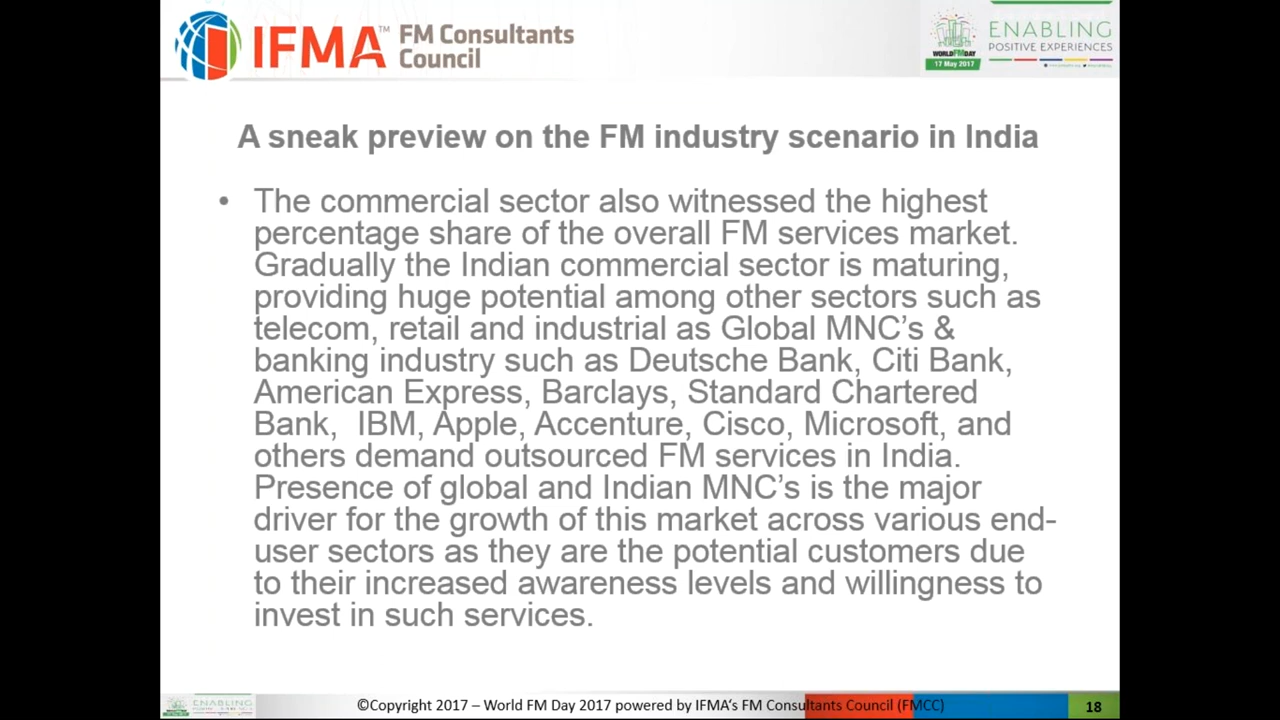 IFMA™ FM Consultants
Council
WORLD FM DAY
17 May 2017
ENABLING
POSITIVE EXPERIENCES
A sneak preview on the FM industry scenario in India
• The commercial sector also witnessed the highest
percentage share of the overall FM services market.
Gradually the Indian commercial sector is maturing,
providing huge potential among other sectors such as
telecom, retail and industrial as Global MNC’s &
banking industry such as Deutsche Bank, Citi Bank,
American Express, Barclays, Standard Chartered
Bank,  IBM, Apple, Accenture, Cisco, Microsoft, and
others demand outsourced FM services in India.
Presence of global and Indian MNC’s is the major
driver for the growth of this market across various end-
user sectors as they are the potential customers due
to their increased awareness levels and willingness to
invest in such services.
ENABLING
©Copyright 2017 – World FM Day 2017 powered by IFMA‘s FM Consultants Council (FMCC)
18